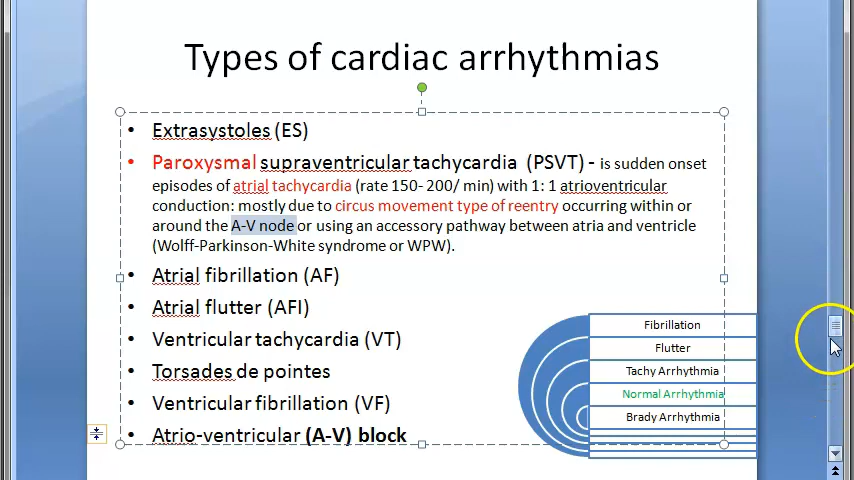 Types of cardiac arrhythmias
• Extrasystoles (ES)
• Paroxysmal supraventricular tachycardia (PSVT) - is sudden onset
episodes of atrial tachycardia (rate 150- 200/ min) with 1: 1 atrioventricular
conduction: mostly due to circus movement type of reentry occurring within or
around the A-V node or using an accessory pathway between atria and ventricle
(Wolff-Parkinson-White syndrome or WPW).
• Atrial fibrillation (AF)
• Atrial flutter (AFI)
• Ventricular tachycardia (VT)
• Torsades de pointes
• Ventricular fibrillation (VF)
• Atrio-ventricular (A-V) block
Fibrillation
Flutter
Tachy Arrhythmia
Normal Arrhythmia
Brady Arrhythmia